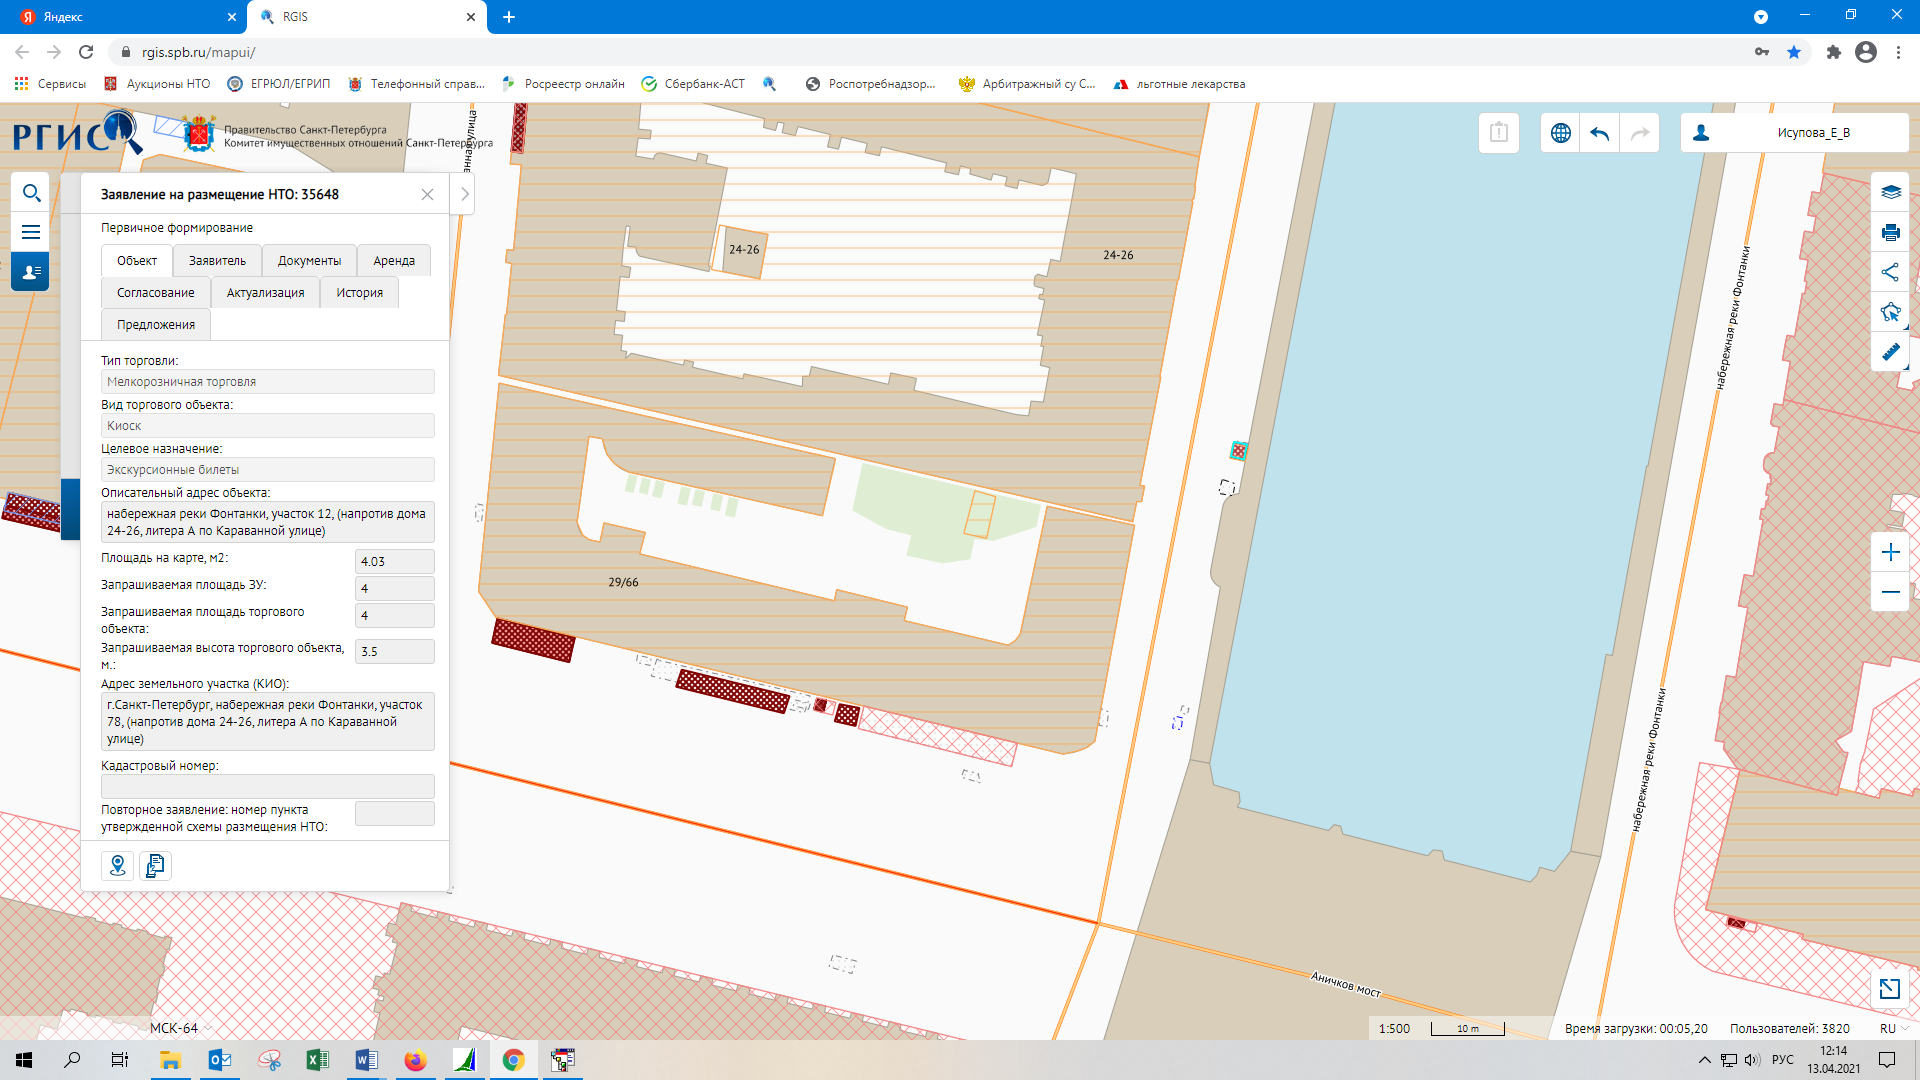 Яндекс
RGIS
rgis.spb.ru/mapui/
Сервисы
Аукционы НТО
ЕГРЮЛ/ЕГРИП
Телефонный справ...
Росреестр онлайн
Сбербанк-АСТ
Роспотребнадзор...
Арбитражный су С...
льготные лекарства
РГИС
Правительство Санкт-Петербурга
Комитет имущественных отношений Санкт-Петербурга
Исупова_Е_В
Заявление на размещение НТО: 35648
Первичное формирование
Объект
Заявитель
Документы
Аренда
Согласование
Актуализация
История
Предложения
Тип торговли:
Мелкорозничная торговля
Вид торгового объекта:
Киоск
Целевое назначение:
Экскурсионные билеты
Описательный адрес объекта:
набережная реки Фонтанки, участок 12, (напротив дома
24-26, литера А по Караванной улице)
Площадь на карте, м2:
4.03
Запрашиваемая площадь ЗУ:
4
Запрашиваемая площадь торгового
объекта:
4
Запрашиваемая высота торгового объекта,
м.:
3.5
Адрес земельного участка (КИО):
г.Санкт-Петербург, набережная реки Фонтанки, участок
78, (напротив дома 24-26, литера А по Караванной
улице)
Кадастровый номер:
Повторное заявление: номер пункта
утвержденной схемы размещения НТО:
улица
24-26
24-26
29/66
набережная реки Фонтанки
набережная реки Фонтанки
Аничков мост
МСК-64
1:500
10 m
Время загрузки: 00:05,20
Пользователей: 3820
RU
РУС
12:14
13.04.2021